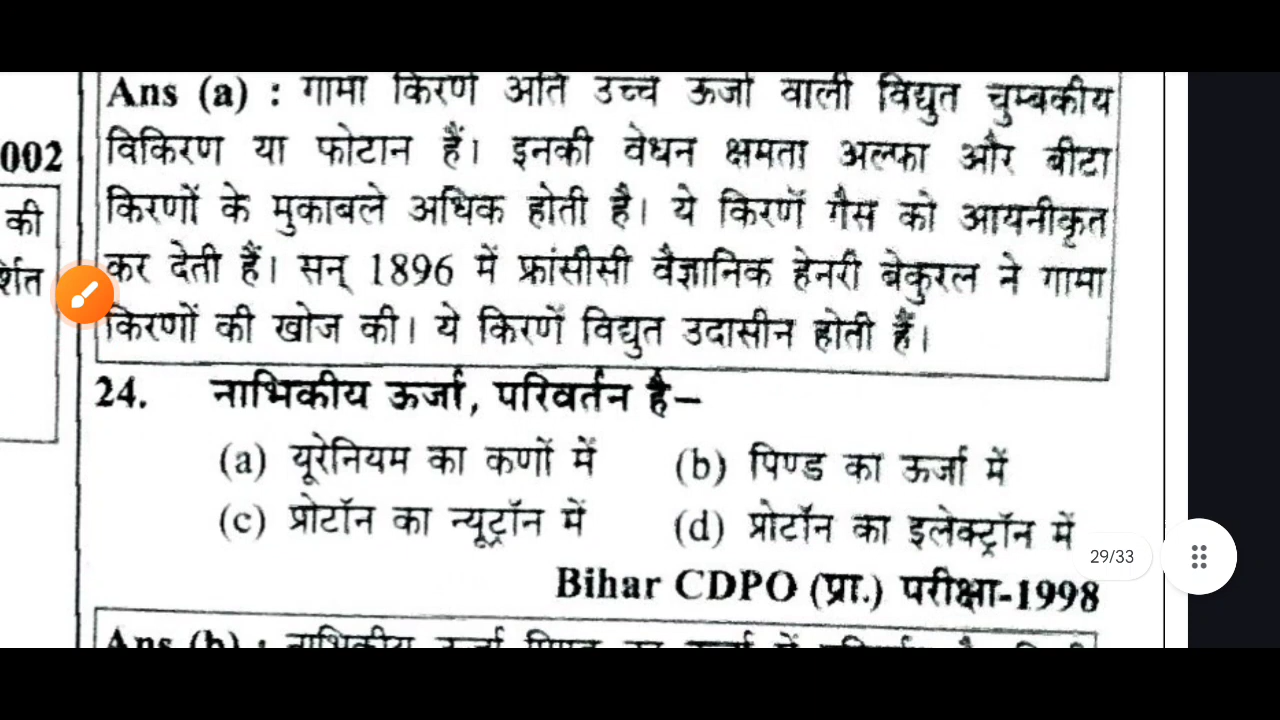 Ans (a) : गामा किरणें अति उच्च ऊर्जा वाली विद्युत चुम्बकीय
002 विकिरण या फोटान हैं। इनकी वेधन क्षमता अल्फा और बीटा
की किरणों के मुकाबले अधिक होती है। ये किरणें गैस को आयनीकृत
र्शित कर देती हैं। सन् 1896 में फ्रांसीसी वैज्ञानिक हेनरी बेकुरल ने गामा
किरणों की खोज की। ये किरणें विद्युत उदासीन होती हैं।
24. नाभिकीय ऊर्जा, परिवर्तन है–
(a) यूरेनियम का कणों में (b) पिण्ड का ऊर्जा में
(c) प्रोटॉन का न्यूट्रॉन में (d) प्रोटॉन का इलेक्ट्रॉन में
29/33
Bihar CDPO (प्रा.) परीक्षा-1998
Ans (b) : नाभिकीय ऊर्जा